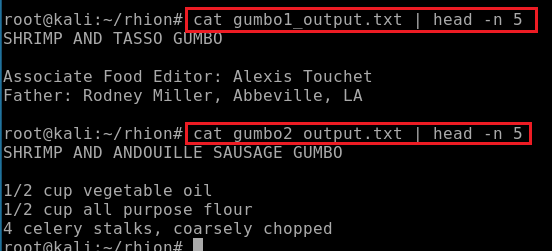 root@kali:~/rhion# cat gumbo1_output.txt | head -n 5
SHRIMP AND TASSO GUMBO

Associate Food Editor: Alexis Touchet
Father: Rodney Miller, Abbeville, LA

root@kali:~/rhion# cat gumbo2_output.txt | head -n 5
SHRIMP AND ANDOUILLE SAUSAGE GUMBO

1/2 cup vegetable oil
1/2 cup all purpose flour
4 celery stalks, coarsely chopped
root@kali:~/rhion#